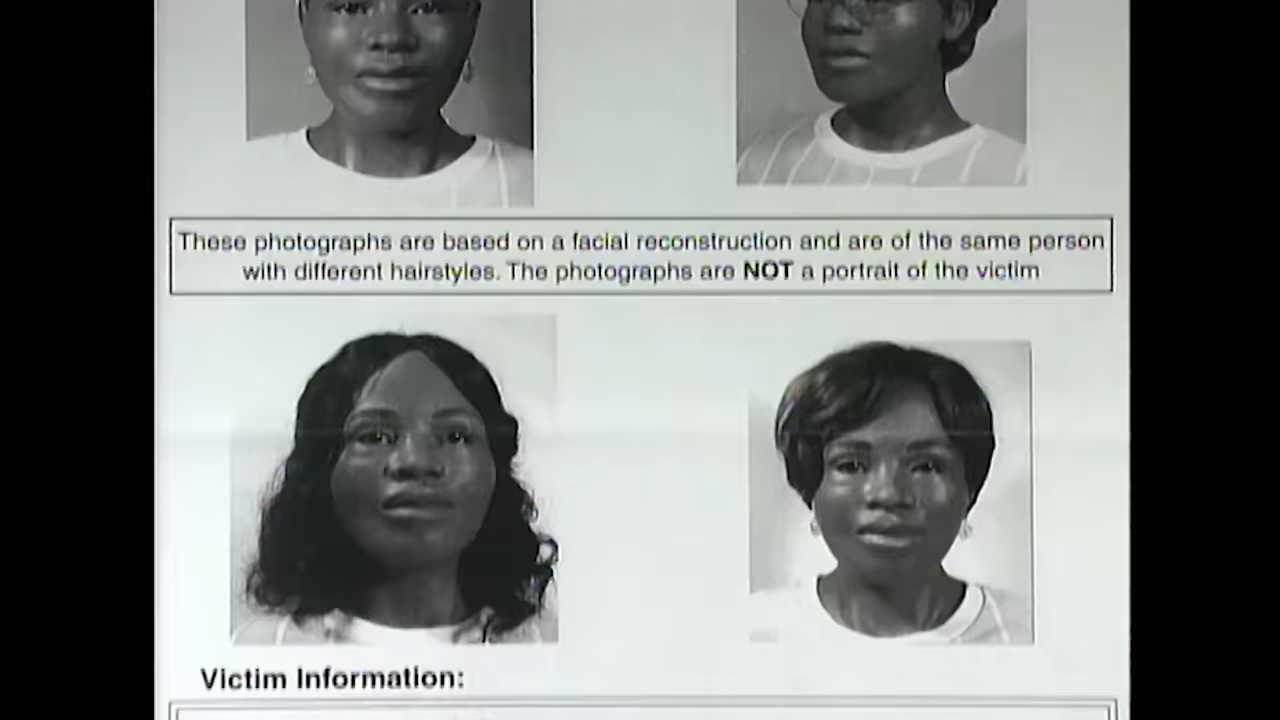 These photographs are based on a facial reconstruction and are of the same person
with different hairstyles. The photographs are NOT a portrait of the victim
Victim Information: